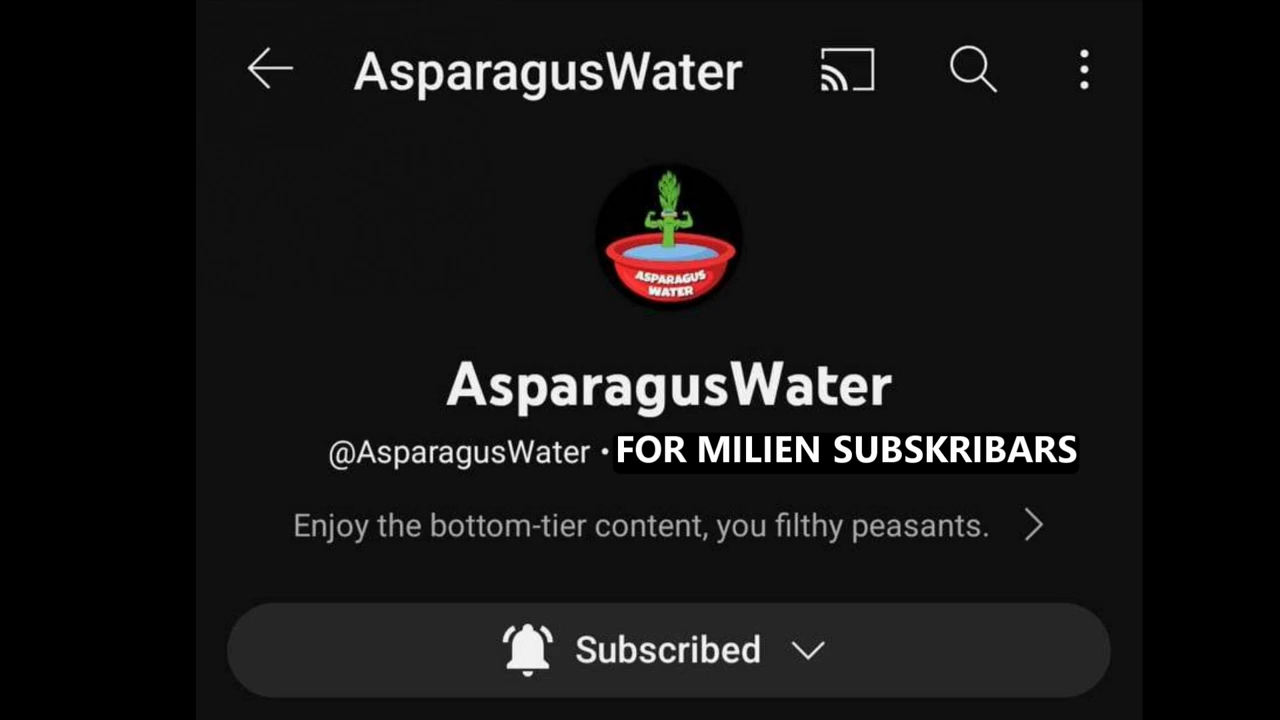 AsparagusWater
ASPARAGUS
WATER
AsparagusWater
@AsparagusWater • FOR MILIEN SUBSKRIBARS
Enjoy the bottom-tier content, you filthy peasants.
Subscribed